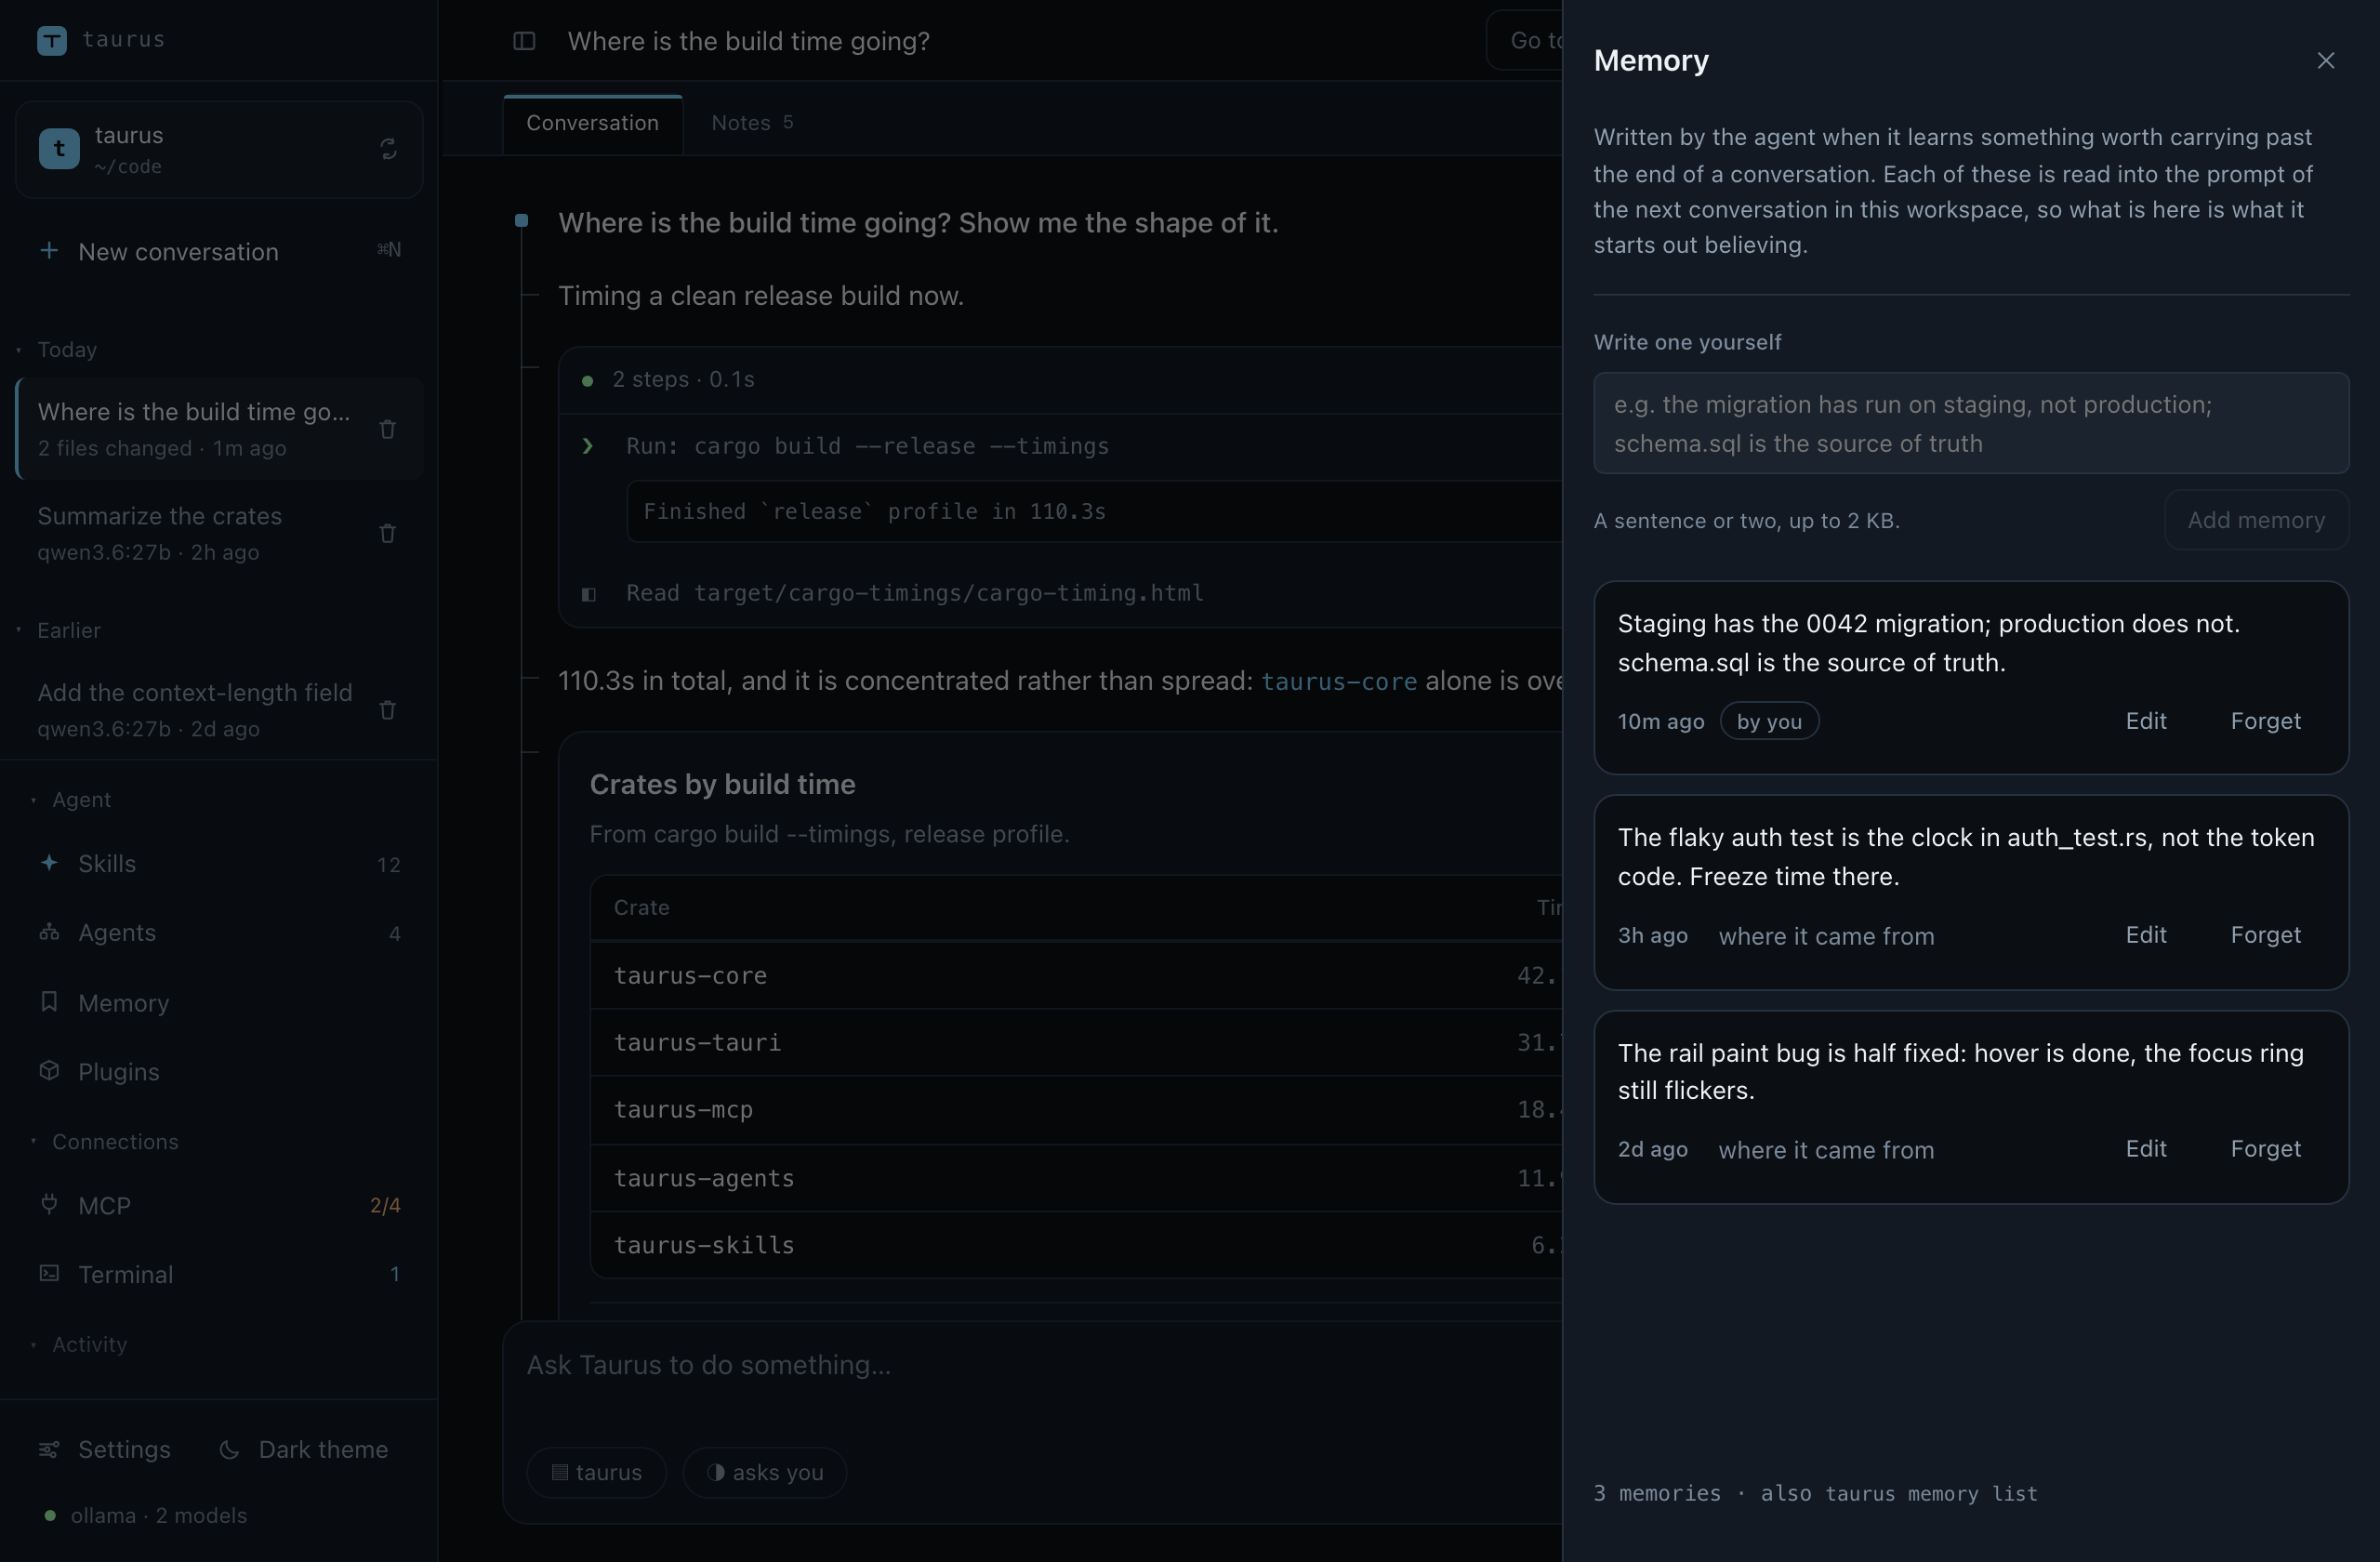 taurus
t
taurus
~/code
New conversation ⌘N
Today
Where is the build time go...
2 files changed · 1m ago
Summarize the crates
qwen3.6:27b · 2h ago
Earlier
Add the context-length field
qwen3.6:27b · 2d ago
Agent
Skills 12
Agents 4
Memory
Plugins
Connections
MCP 2/4
Terminal 1
Activity
Settings Dark theme
ollama · 2 models
Where is the build time going?
Go to
Conversation Notes 5
Where is the build time going? Show me the shape of it.
Timing a clean release build now.
2 steps · 0.1s
Run: cargo build --release --timings
Finished `release` profile in 110.3s
Read target/cargo-timings/cargo-timing.html
110.3s in total, and it is concentrated rather than spread: taurus-core alone is
Crates by build time
From cargo build --timings, release profile.
Crate
taurus-core 42.
taurus-tauri 31.
taurus-mcp 18.
taurus-agents 11.
taurus-skills 6.
Ask Taurus to do something...
taurus asks you
Memory
Written by the agent when it learns something worth carrying past
the end of a conversation. Each of these is read into the prompt of
the next conversation in this workspace, so what is here is what it
starts out believing.
Write one yourself
e.g. the migration has run on staging, not production;
schema.sql is the source of truth
A sentence or two, up to 2 KB. Add memory
Staging has the 0042 migration; production does not.
schema.sql is the source of truth.
10m ago by you Edit Forget
The flaky auth test is the clock in auth_test.rs, not the token
code. Freeze time there.
3h ago where it came from Edit Forget
The rail paint bug is half fixed: hover is done, the focus ring
still flickers.
2d ago where it came from Edit Forget
3 memories · also taurus memory list